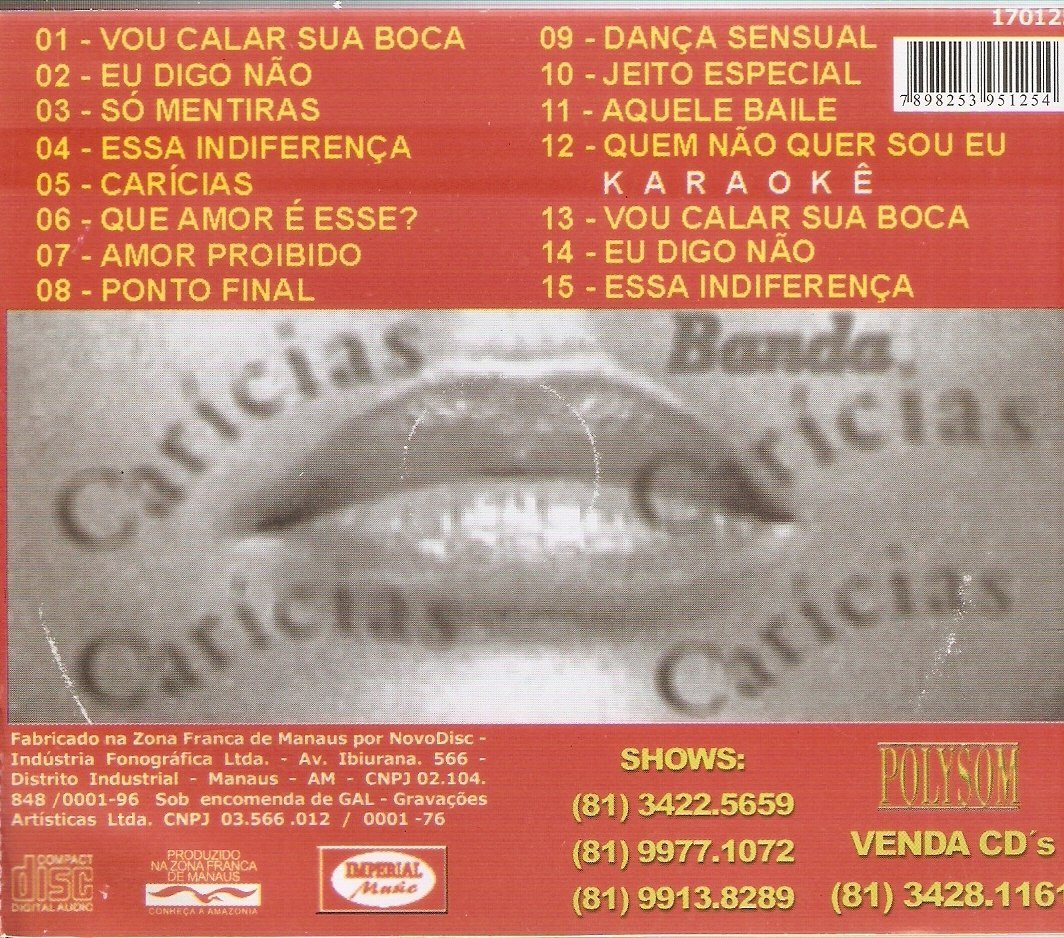 17012
01 - VOU CALAR SUA BOCA
02 - EU DIGO NÃO
03 - SÓ MENTIRAS
04 - ESSA INDIFERENÇA
05 - CARÍCIAS
06 - QUE AMOR É ESSE?
07 - AMOR PROIBIDO
08 - PONTO FINAL
09 - DANÇA SENSUAL
10 - JEITO ESPECIAL
11 - AQUELE BAILE
12 - QUEM NÃO QUER SOU EU
K A R A O K Ê
13 - VOU CALAR SUA BOCA
14 - EU DIGO NÃO
15 - ESSA INDIFERENÇA
7898253951254
Carícias
Banda
Carícias
Carícias
Carícias
Fabricado na Zona Franca de Manaus por NovoDisc -
Indústria Fonográfica Ltda. - Av. Ibiurana. 566 -
Distrito Industrial - Manaus - AM - CNPJ 02.104.
848 /0001-96 Sob encomenda de GAL - Gravações
Artísticas Ltda. CNPJ 03.566 .012 / 0001 -76
COMPACT
disc
DIGITAL AUDIO
PRODUZIDO
NA ZONA FRANCA
DE MANAUS
CONHEÇA A AMAZONIA
IMPERIAL
Music
SHOWS:
(81) 3422.5659
(81) 9977.1072
(81) 9913.8289
POLYSOM
VENDA CD´s
(81) 3428.116